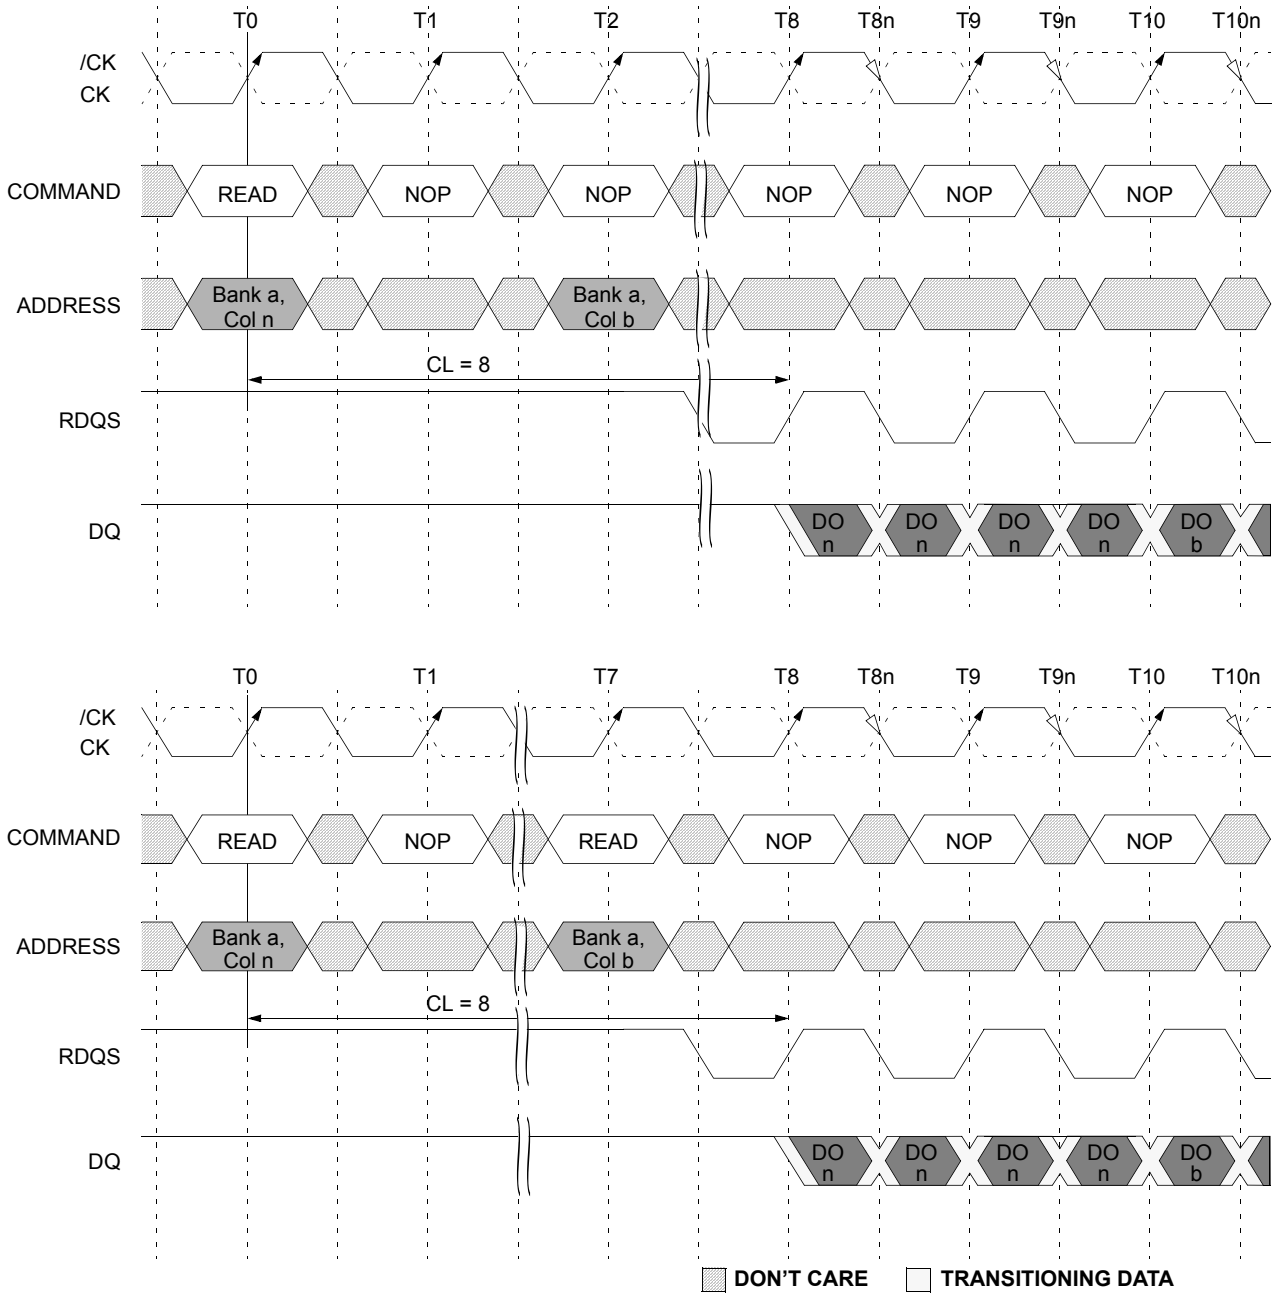 T0 T1 T2 T8 T8n T9 T9n T10 T10n
/CK
CK
COMMAND READ NOP NOP NOP NOP NOP
ADDRESS Bank a, Col n Bank a, Col b
CL = 8
RDQS
DQ DO n DO n DO n DO n DO b
T0 T1 T7 T8 T8n T9 T9n T10 T10n
/CK
CK
COMMAND READ NOP READ NOP NOP NOP
ADDRESS Bank a, Col n Bank a, Col b
CL = 8
RDQS
DQ DO n DO n DO n DO n DO b
DON'T CARE TRANSITIONING DATA